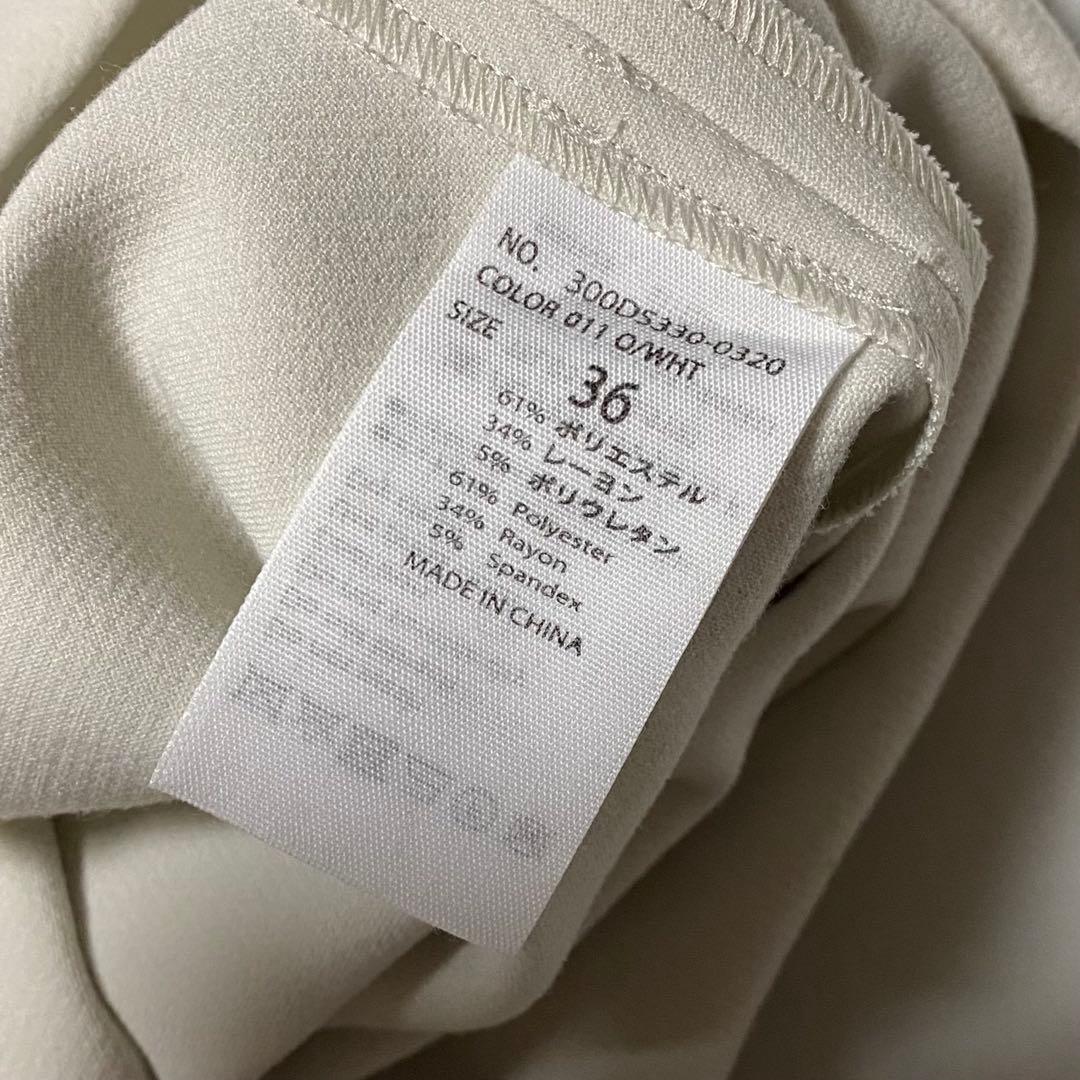 NO. 300DS330-0320
COLOR 011 O/WHT
SIZE 36
61% ポリエステル
34% レーヨン
5% ポリウレタン
61% Polyester
34% Rayon
5% Spandex
MADE IN CHINA